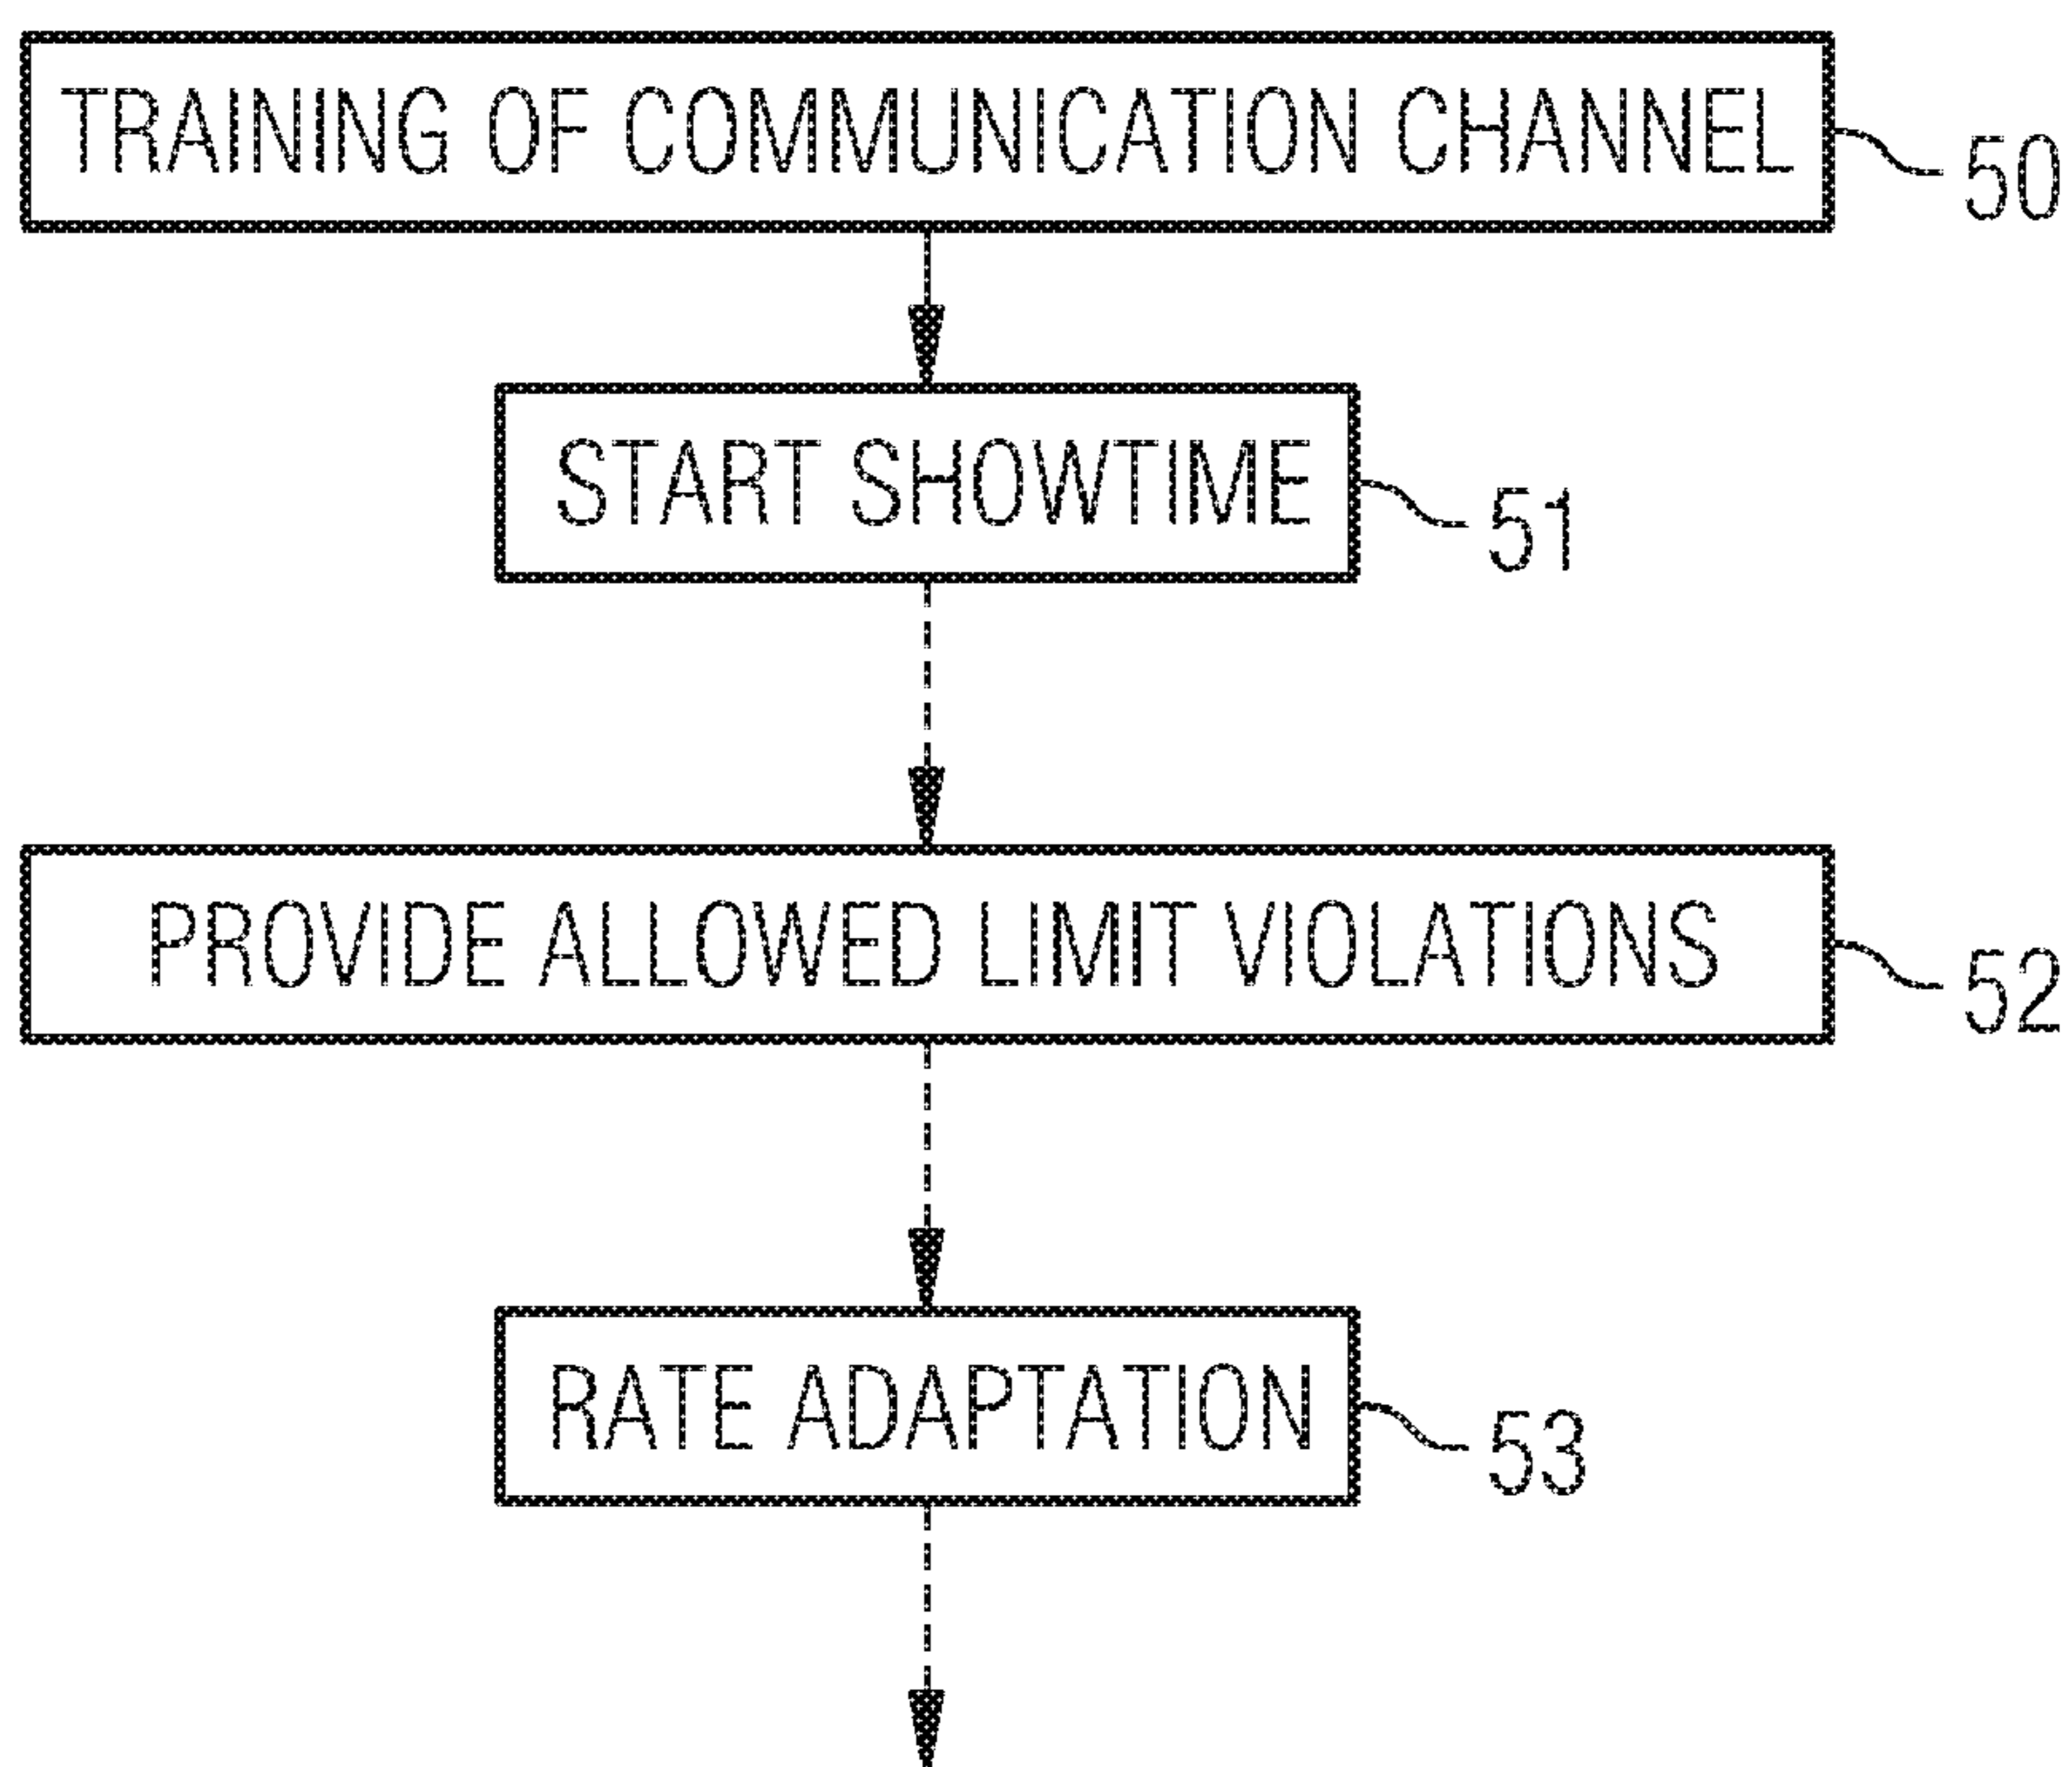 TRAINING OF COMMUNICATION CHANNEL
50
START SHOWTIME
51
PROVIDE ALLOWED LIMIT VIOLATIONS
52
RATE ADAPTATION
53